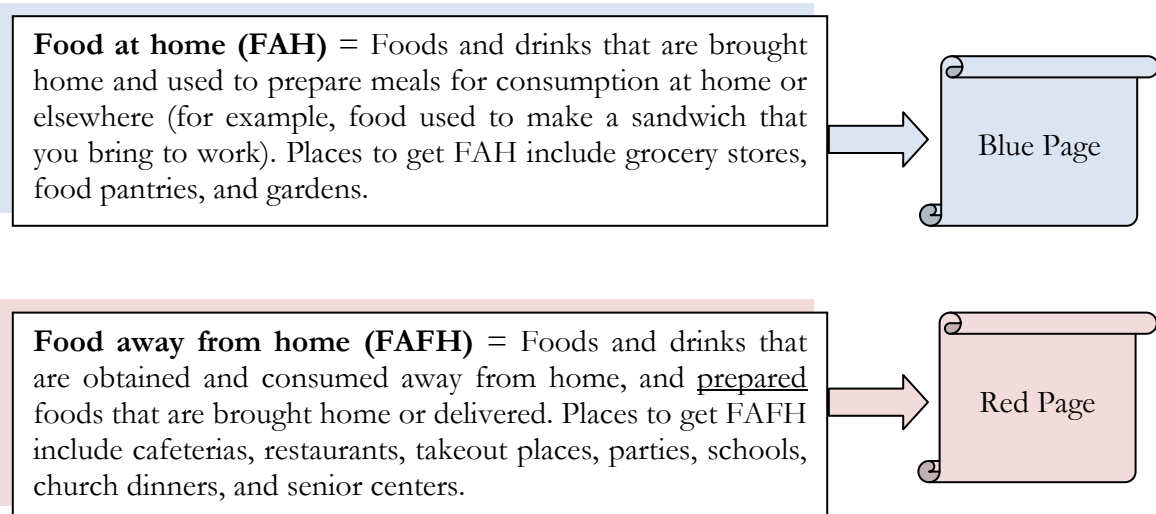 Food at home (FAH) = Foods and drinks that are brought
home and used to prepare meals for consumption at home or
elsewhere (for example, food used to make a sandwich that
you bring to work). Places to get FAH include grocery stores,
food pantries, and gardens.
Blue Page
Food away from home (FAFH) = Foods and drinks that
are obtained and consumed away from home, and prepared
foods that are brought home or delivered. Places to get FAFH
include cafeterias, restaurants, takeout places, parties, schools,
church dinners, and senior centers.
Red Page